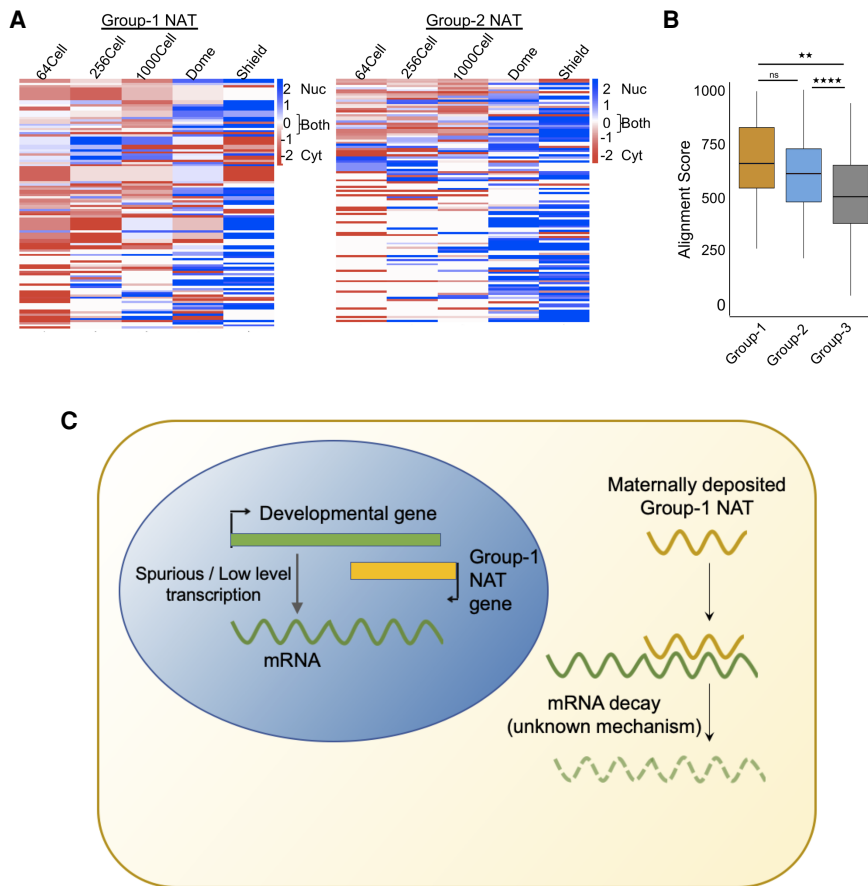 A
Group-1 NAT
64Cell
256Cell
1000Cell
Dome
Shield
2
1
0
-1
-2
Nuc
Both
Cyt
Group-2 NAT
64Cell
256Cell
1000Cell
Dome
Shield
2
1
0
-1
-2
Nuc
Both
Cyt
B
★★
ns
★★★★
1000
750
500
250
0
Alignment Score
Group-1
Group-2
Group-3
C
Developmental gene
Spurious / Low level
transcription
Group-1
NAT
gene
mRNA
Maternally deposited
Group-1 NAT
mRNA decay
(unknown mechanism)